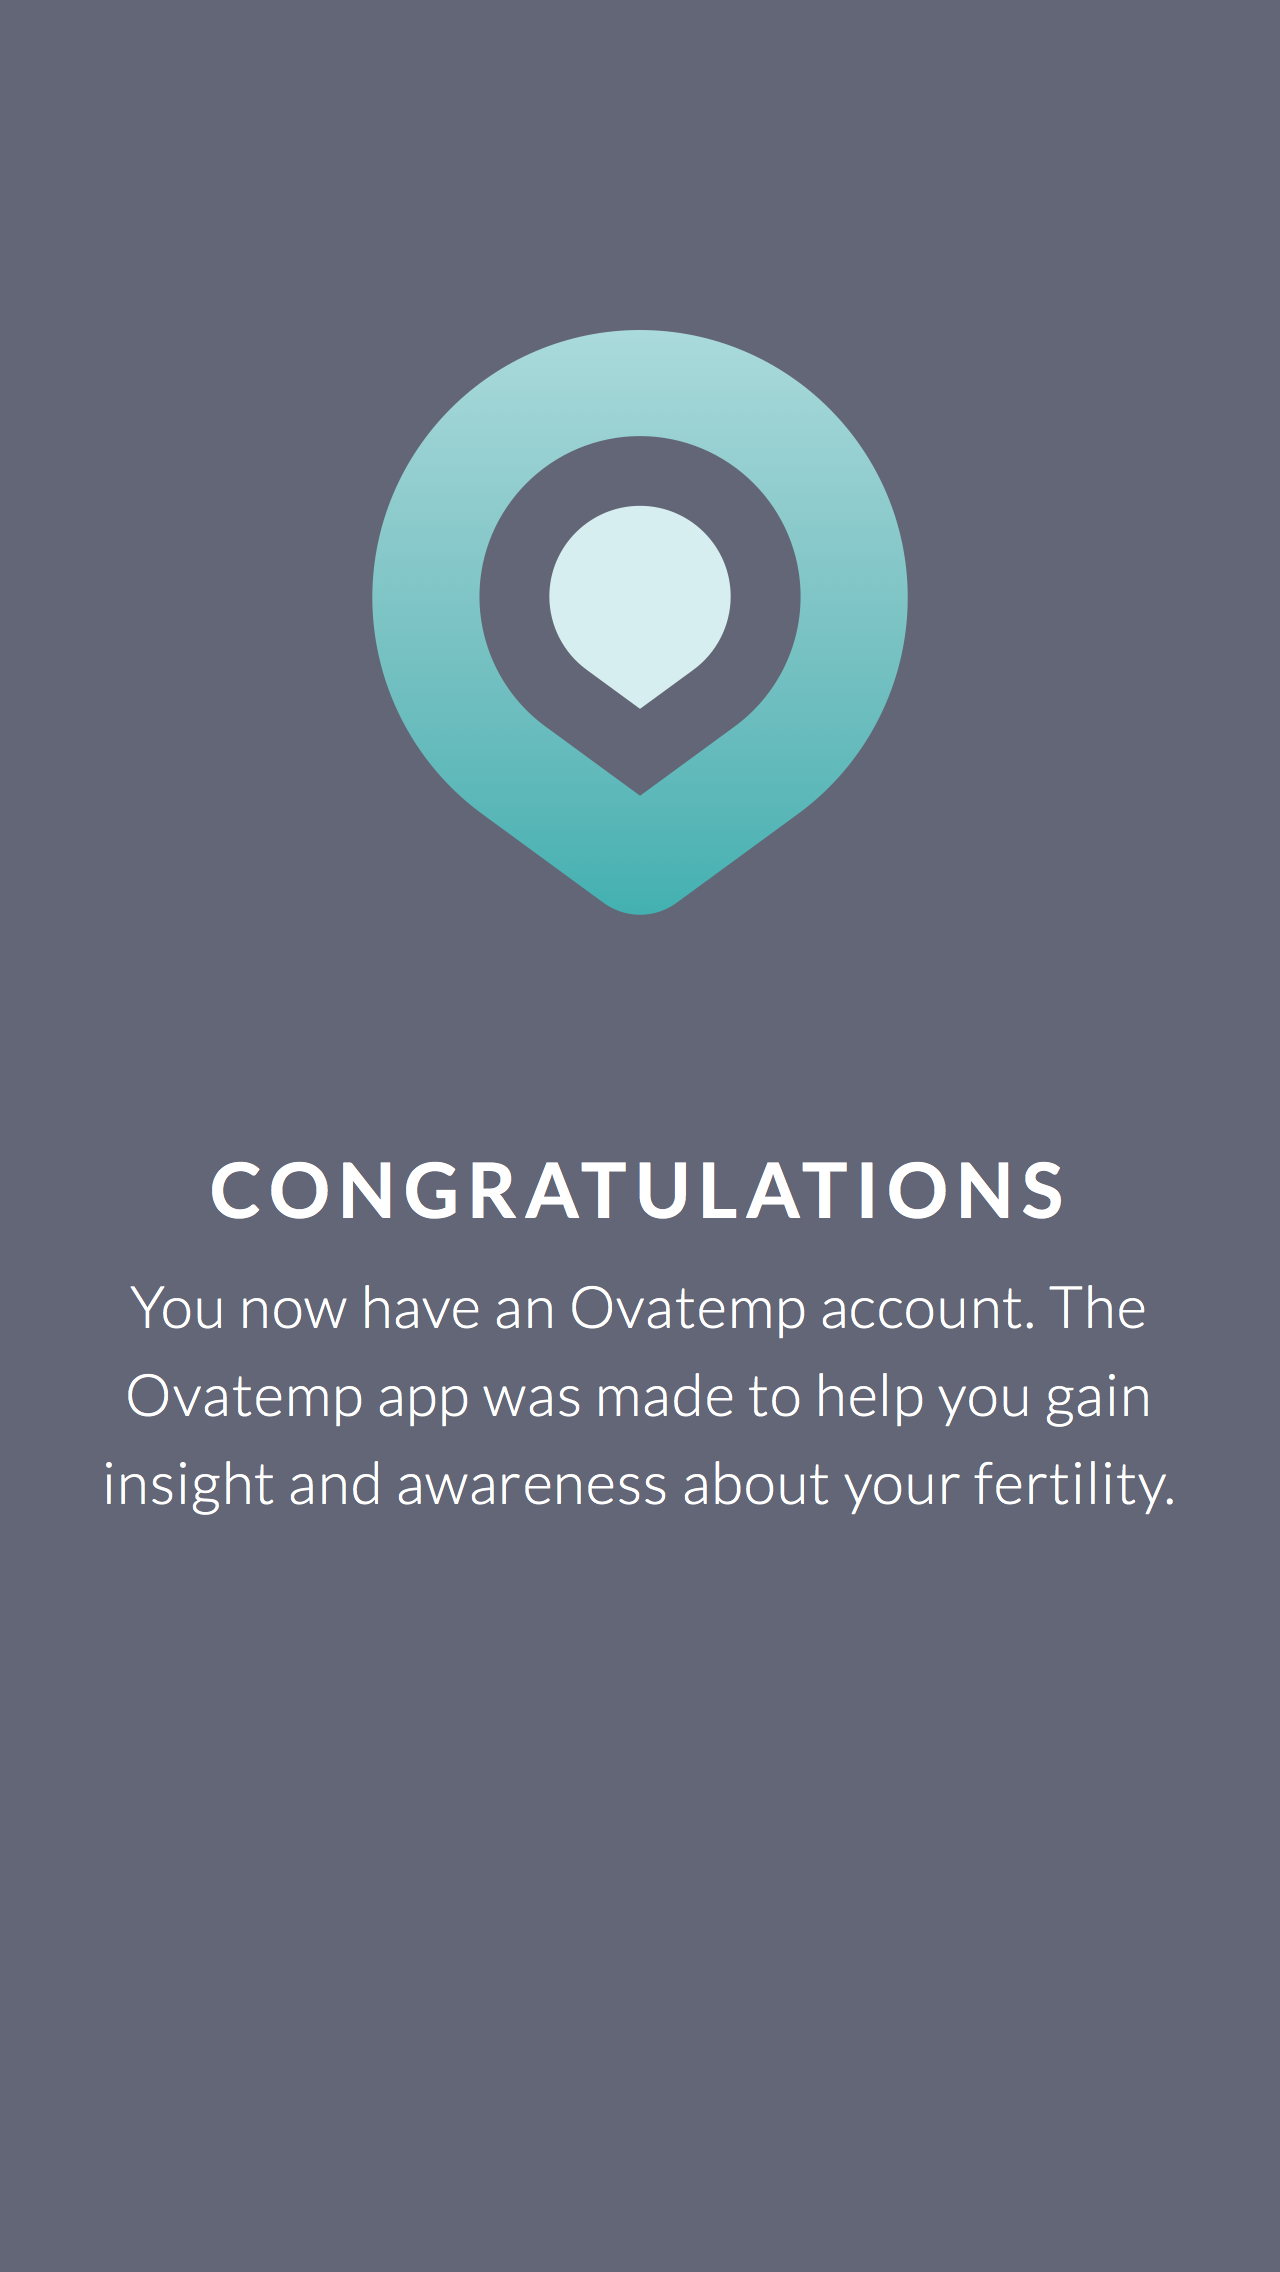 CONGRATULATIONS
You now have an Ovatemp account. The
Ovatemp app was made to help you gain
insight and awareness about your fertility.